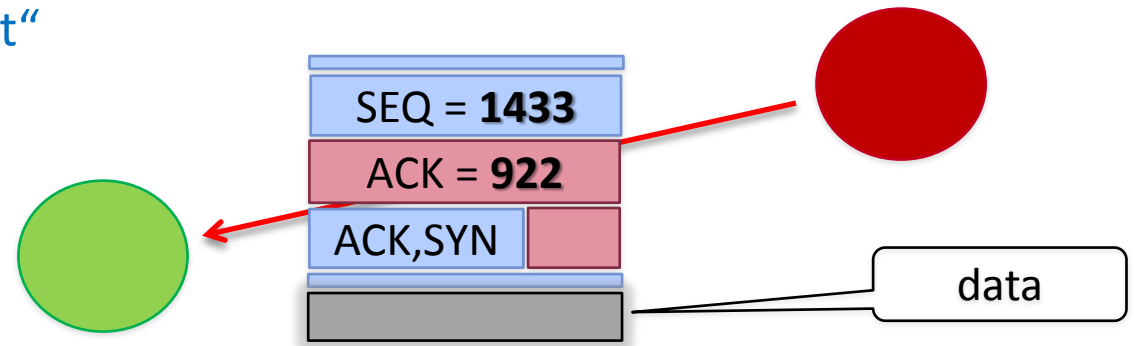 t“
SEQ = 1433
ACK = 922
ACK,SYN
data